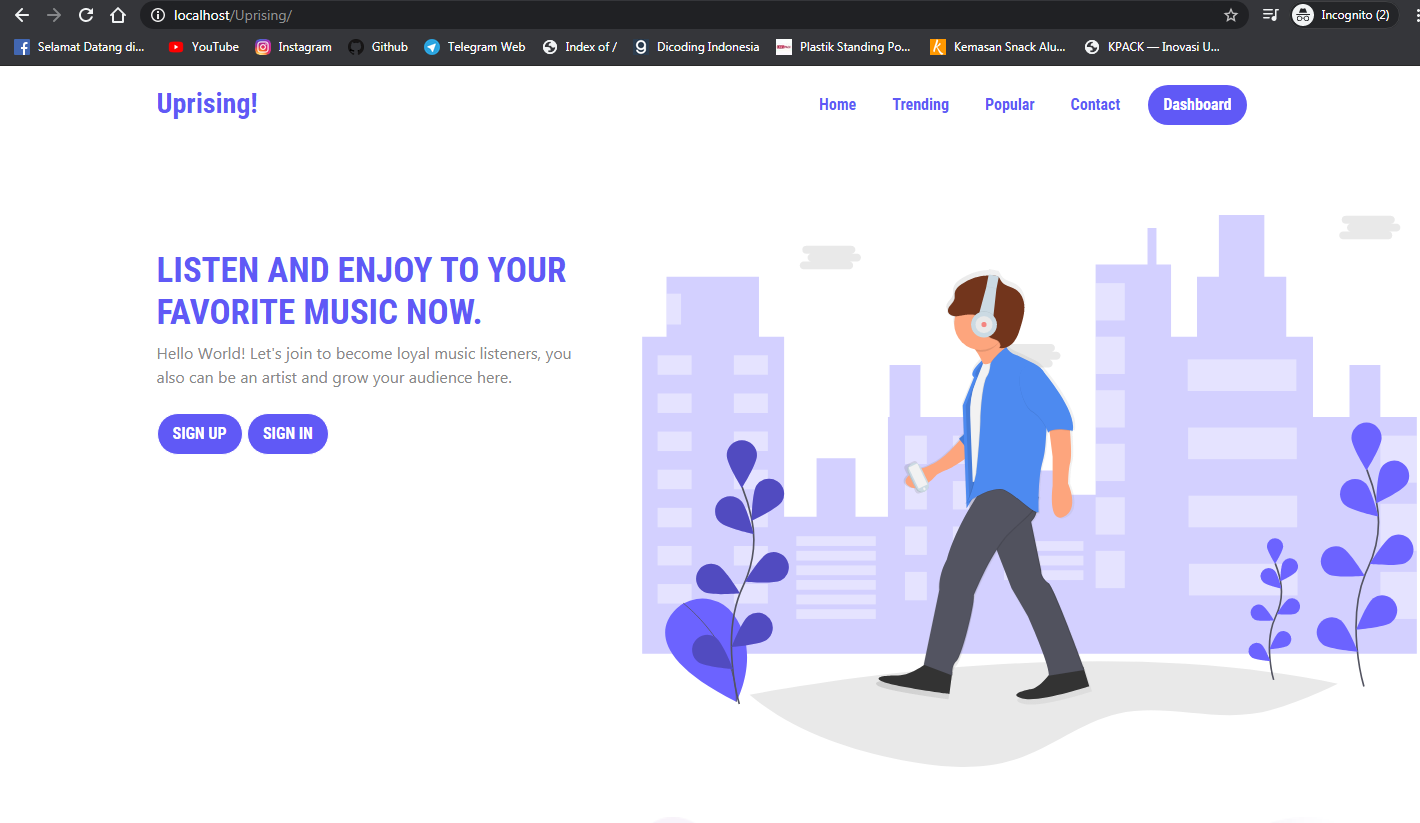 localhost/Uprising/
Incognito (2)
Selamat Datang di... YouTube Instagram Github Telegram Web Index of / Dicoding Indonesia Plastik Standing Po... Kemasan Snack Alu... KPACK — Inovasi U...
Uprising! Home Trending Popular Contact Dashboard
LISTEN AND ENJOY TO YOUR
FAVORITE MUSIC NOW.
Hello World! Let's join to become loyal music listeners, you
also can be an artist and grow your audience here.
SIGN UP SIGN IN